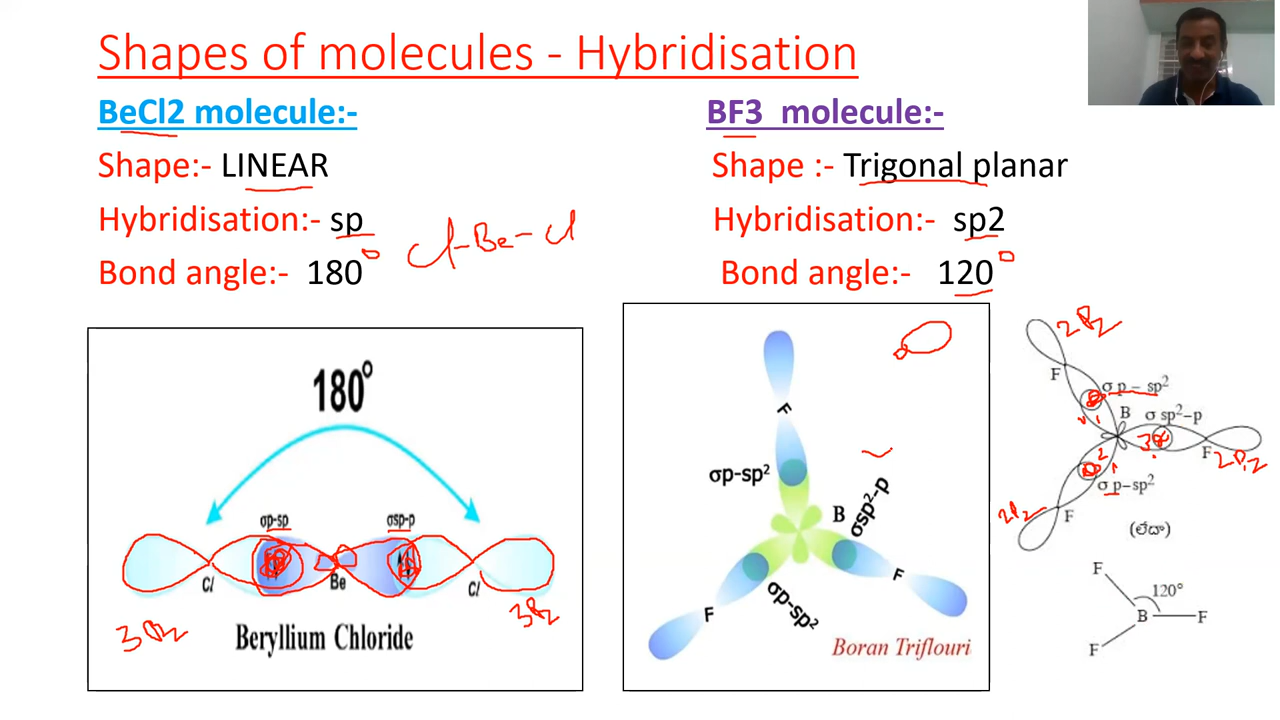 Shapes of molecules - Hybridisation
BeCl2 molecule:-
Shape:- LINEAR
Hybridisation:- sp
Bond angle:- 180°
Cl-Be-Cl
BF3 molecule:-
Shape :- Trigonal planar
Hybridisation:- sp2
Bond angle:- 120°
180°
σp-sp
σsp-p
Cl
Be
Cl
3Pz
3Pz
Beryllium Chloride
F
σp-sp²
B
σsp²-p
F
σp-sp²
F
Boran Triflouri
2Pz
F
σ p – sp²
B
σ sp²–p
F
2Pz
σ p–sp²
2Pz
F
(లేదా)
F
120°
B
F
F